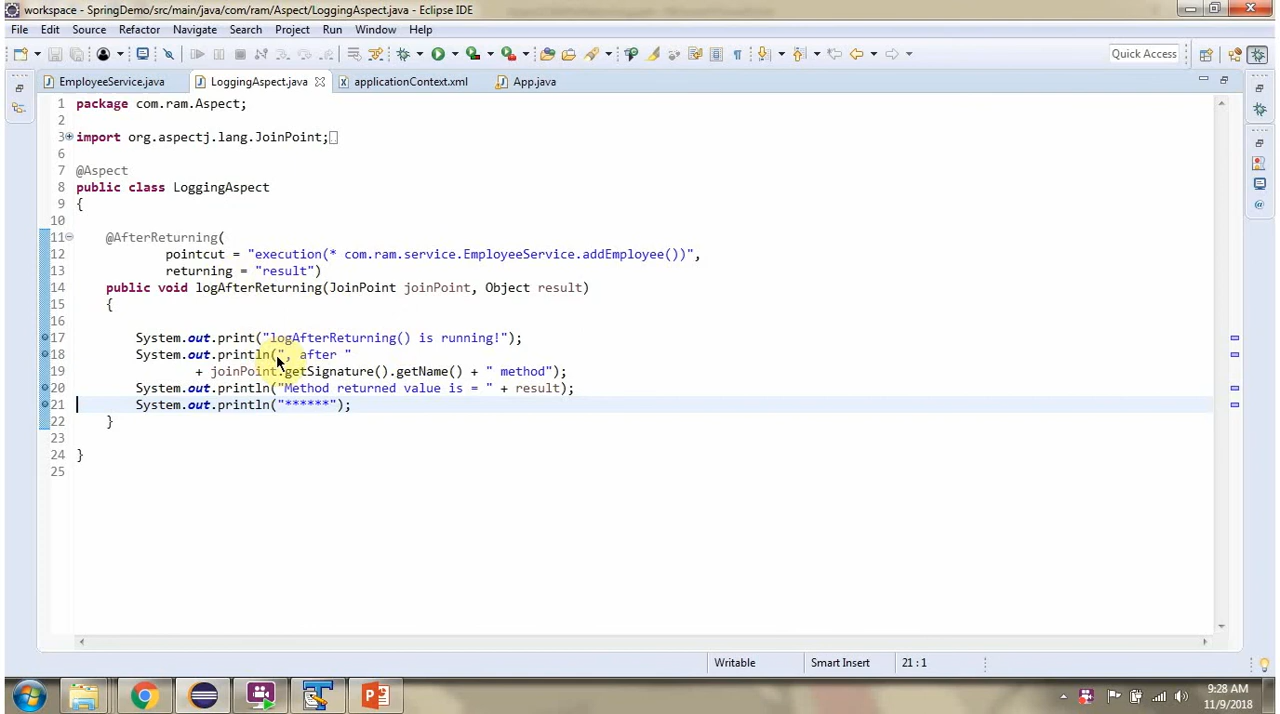 workspace - SpringDemo/src/main/java/com/ram/Aspect/LoggingAspect.java - Eclipse IDE
File Edit Source Refactor Navigate Search Project Run Window Help
Quick Access
EmployeeService.java LoggingAspect.java applicationContext.xml App.java
1 package com.ram.Aspect;
2
3 import org.aspectj.lang.JoinPoint;
6
7 @Aspect
8 public class LoggingAspect
9 {
10
11 @AfterReturning(
12 pointcut = "execution(* com.ram.service.EmployeeService.addEmployee())",
13 returning = "result")
14 public void logAfterReturning(JoinPoint joinPoint, Object result)
15 {
16
17 System.out.print("logAfterReturning() is running!");
18 System.out.println(", after "
19 + joinPoint.getSignature().getName() + " method");
20 System.out.println("Method returned value is = " + result);
21 System.out.println("******");
22 }
23
24 }
25
Writable Smart Insert 21 : 1
9:28 AM
11/9/2018